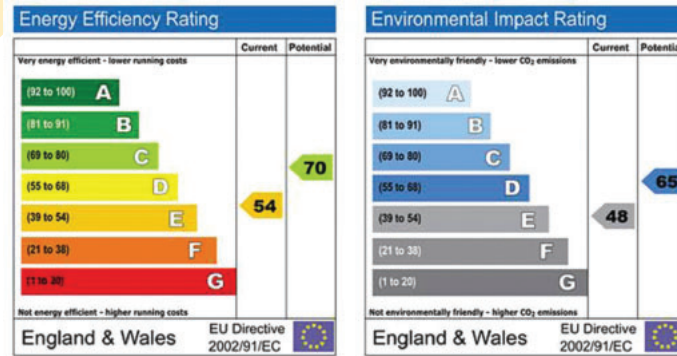 Energy Efficiency Rating
Current Potential
Very energy efficient - lower running costs
(92 to 100) A
(81 to 91) B
(69 to 80) C
(55 to 68) D
(39 to 54) E
(21 to 38) F
(1 to 20) G
54
70
Not energy efficient - higher running costs
England & Wales
EU Directive
2002/91/EC
Environmental Impact Rating
Current Potential
Very environmentally friendly - lower CO₂ emissions
(92 to 100) A
(81 to 91) B
(69 to 80) C
(55 to 68) D
(39 to 54) E
(21 to 38) F
(1 to 20) G
48
65
Not environmentally friendly - higher CO₂ emissions
England & Wales
EU Directive
2002/91/EC